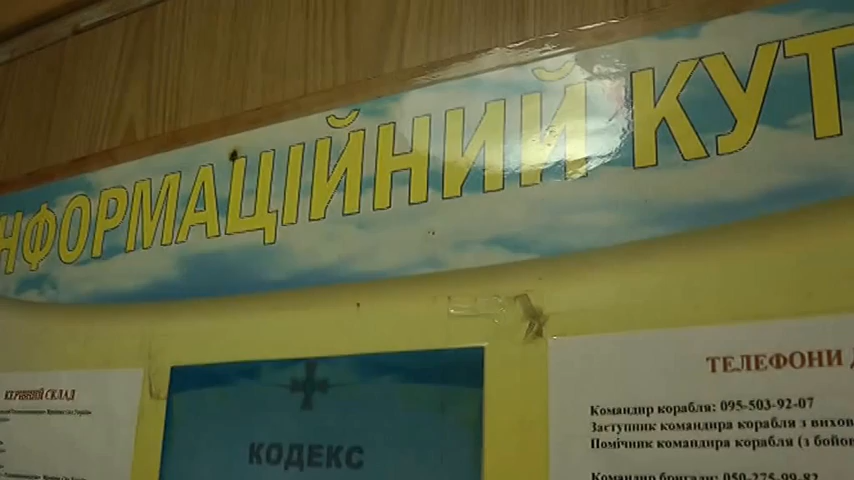 НФОРМАЦІЙНИЙ КУТ
КЕРІВНИЙ СКЛАД
КОДЕКС
ТЕЛЕФОНИ
Командир корабля: 095-503-92-07
Заступник командира корабля з вихов
Помічник командира корабля (з бойов
Командир бригади: 050-275-99-82